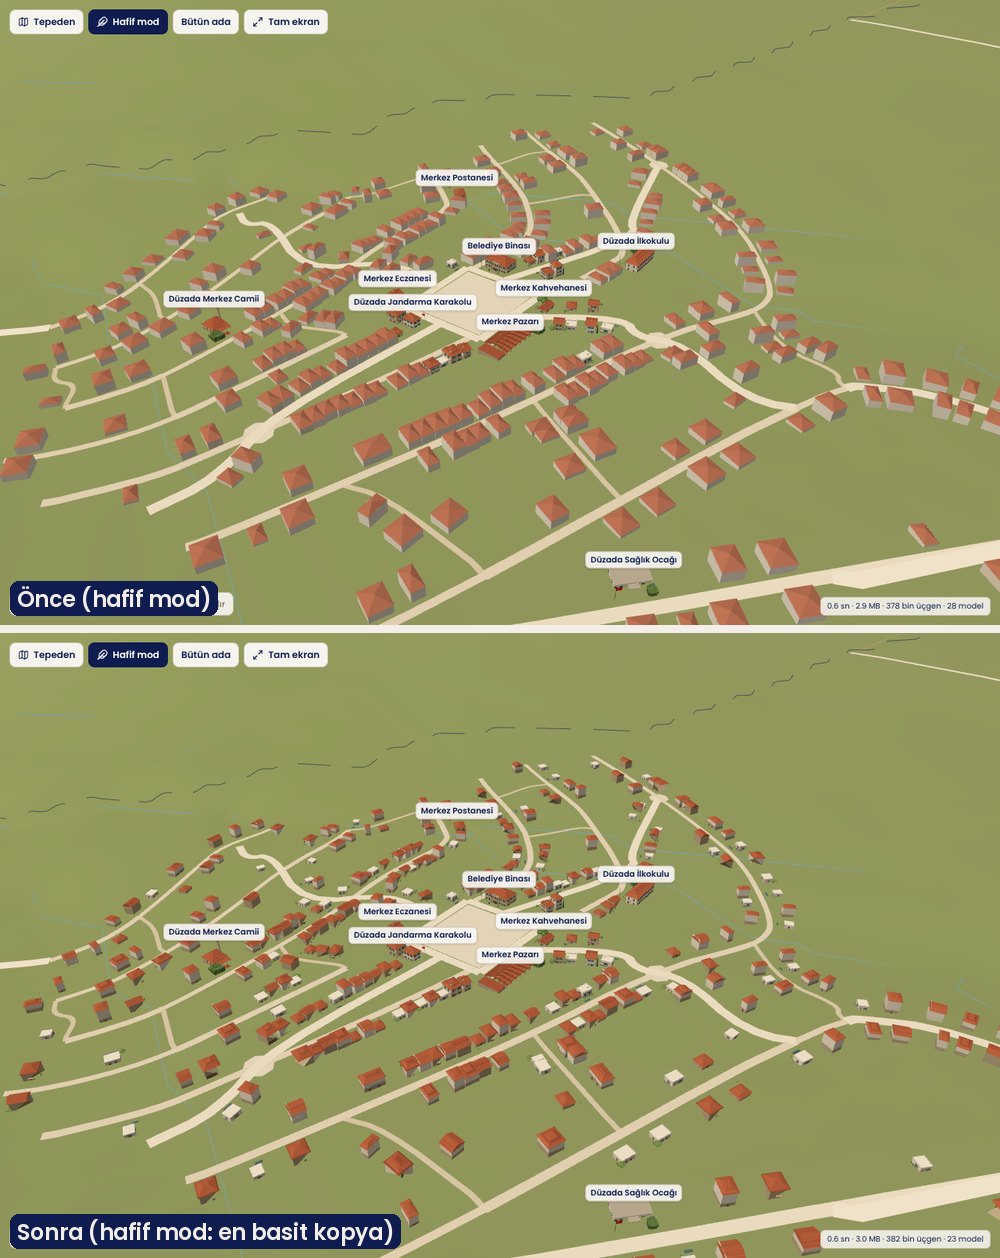 Tepeden
Hafif mod
Bütün ada
Tam ekran
Merkez Postanesi
Belediye Binası
Düzada İlkokulu
Merkez Eczanesi
Merkez Kahvehanesi
Düzada Merkez Camii
Düzada Jandarma Karakolu
Merkez Pazarı
Düzada Sağlık Ocağı
Önce (hafif mod)
0.6 sn · 2.9 MB · 378 bin üçgen · 28 model
Tepeden
Hafif mod
Bütün ada
Tam ekran
Merkez Postanesi
Belediye Binası
Düzada İlkokulu
Merkez Eczanesi
Merkez Kahvehanesi
Düzada Merkez Camii
Düzada Jandarma Karakolu
Merkez Pazarı
Düzada Sağlık Ocağı
Sonra (hafif mod: en basit kopya)
0.6 sn · 3.0 MB · 382 bin üçgen · 23 model